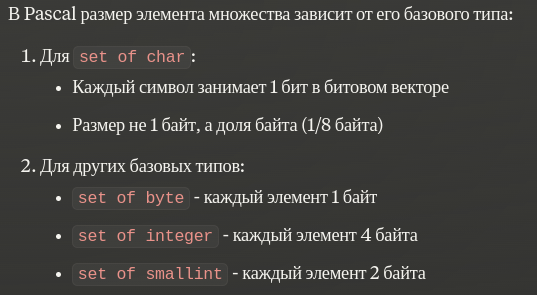 В Pascal размер элемента множества зависит от его базового типа:
1. Для set of char:
• Каждый символ занимает 1 бит в битовом векторе
• Размер не 1 байт, а доля байта (1/8 байта)
2. Для других базовых типов:
• set of byte - каждый элемент 1 байт
• set of integer - каждый элемент 4 байта
• set of smallint - каждый элемент 2 байта